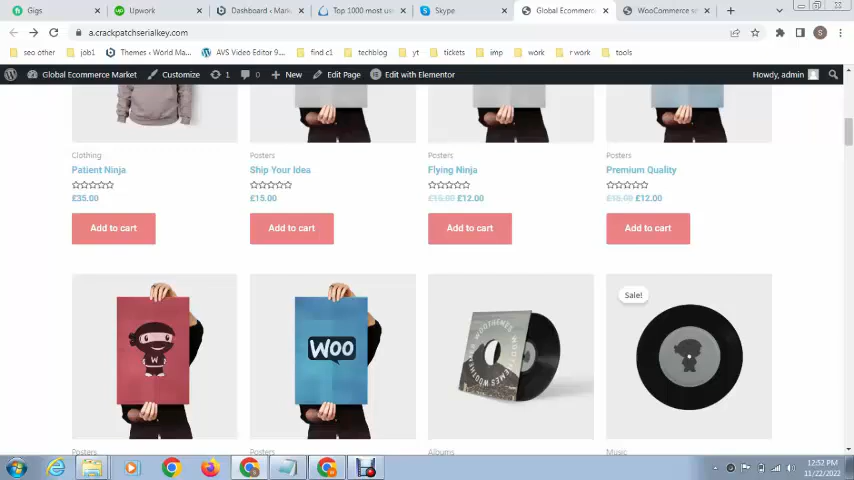 Gigs
Upwork
Dashboard ‹ Mark
Top 1000 most us
Skype
Global Ecommerc
WooCommerce se
a.crackpatchserialkey.com
seo other
job1
Themes ‹ World Ma...
AVS Video Editor 9...
find c1
techblog
yt
tickets
imp
work
r work
tools
Global Ecommerce Market
Customize
1
0
New
Edit Page
Edit with Elementor
Howdy, admin
Clothing
Posters
Posters
Posters
Patient Ninja
Ship Your Idea
Flying Ninja
Premium Quality
£35.00
£15.00
£15.00 £12.00
£15.00 £12.00
Add to cart
Add to cart
Add to cart
Add to cart
Sale!
W
WOO
WOOTHEMES
Posters
Posters
Albums
Music
12:52 PM
11/22/2022